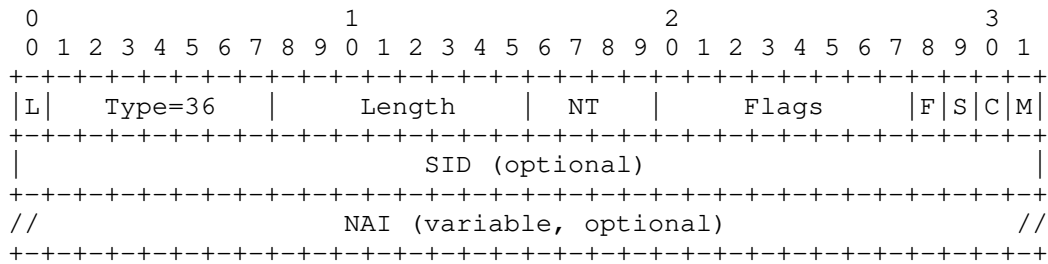 0                   1                   2                   3
 0 1 2 3 4 5 6 7 8 9 0 1 2 3 4 5 6 7 8 9 0 1 2 3 4 5 6 7 8 9 0 1
+-+-+-+-+-+-+-+-+-+-+-+-+-+-+-+-+-+-+-+-+-+-+-+-+-+-+-+-+-+-+-+-+
|L|   Type=36   |     Length    |  NT   |     Flags     |F|S|C|M|
+-+-+-+-+-+-+-+-+-+-+-+-+-+-+-+-+-+-+-+-+-+-+-+-+-+-+-+-+-+-+-+-+
|                         SID (optional)                        |
+-+-+-+-+-+-+-+-+-+-+-+-+-+-+-+-+-+-+-+-+-+-+-+-+-+-+-+-+-+-+-+-+
//                   NAI (variable, optional)                  //
+-+-+-+-+-+-+-+-+-+-+-+-+-+-+-+-+-+-+-+-+-+-+-+-+-+-+-+-+-+-+-+-+